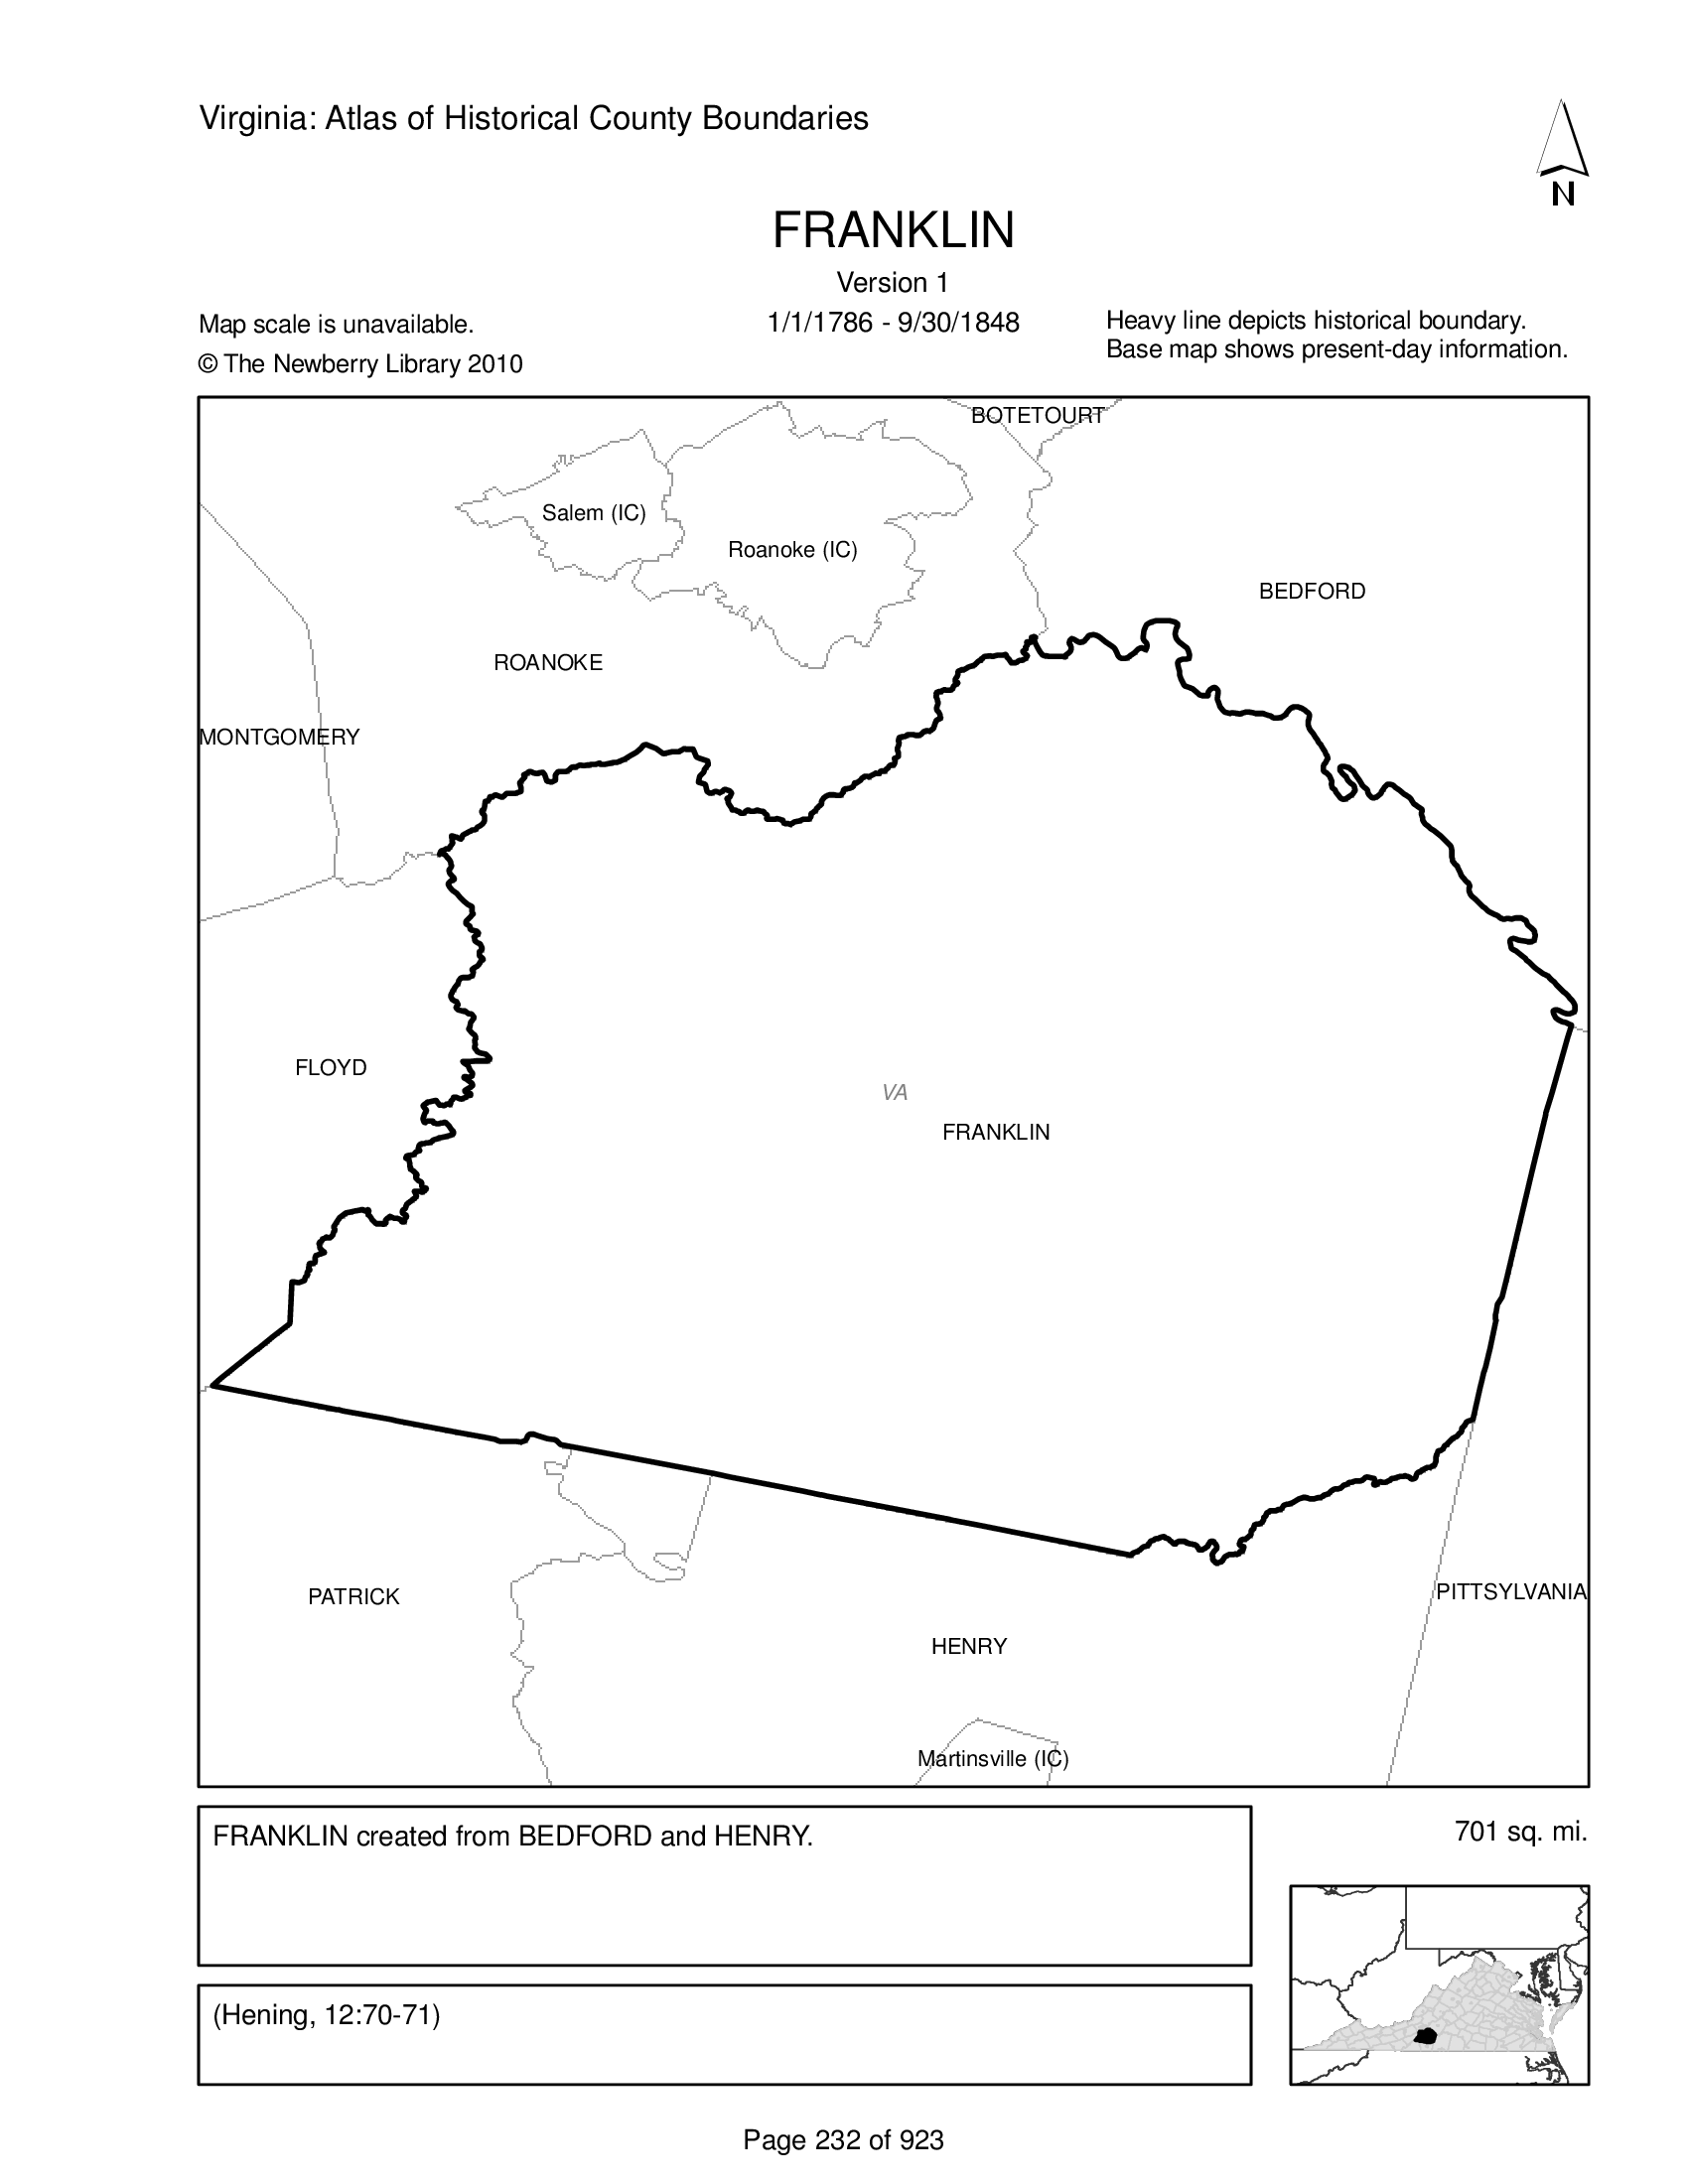 Virginia: Atlas of Historical County Boundaries
N
FRANKLIN
Version 1
1/1/1786 - 9/30/1848
Map scale is unavailable.
© The Newberry Library 2010
Heavy line depicts historical boundary.
Base map shows present-day information.
BOTETOURT
Salem (IC)
Roanoke (IC)
BEDFORD
ROANOKE
MONTGOMERY
FLOYD
VA
FRANKLIN
PATRICK
PITTSYLVANIA
HENRY
Martinsville (IC)
FRANKLIN created from BEDFORD and HENRY.
701 sq. mi.
(Hening, 12:70-71)
Page 232 of 923